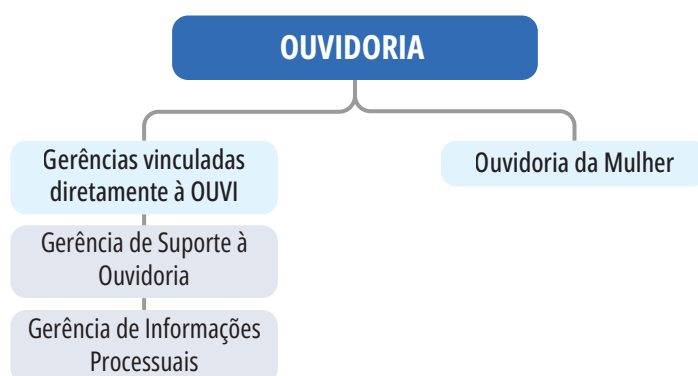 OUVIDORIA
Gerências vinculadas
diretamente à OUVI
Ouvidoria da Mulher
Gerência de Suporte à
Ouvidoria
Gerência de Informações
Processuais